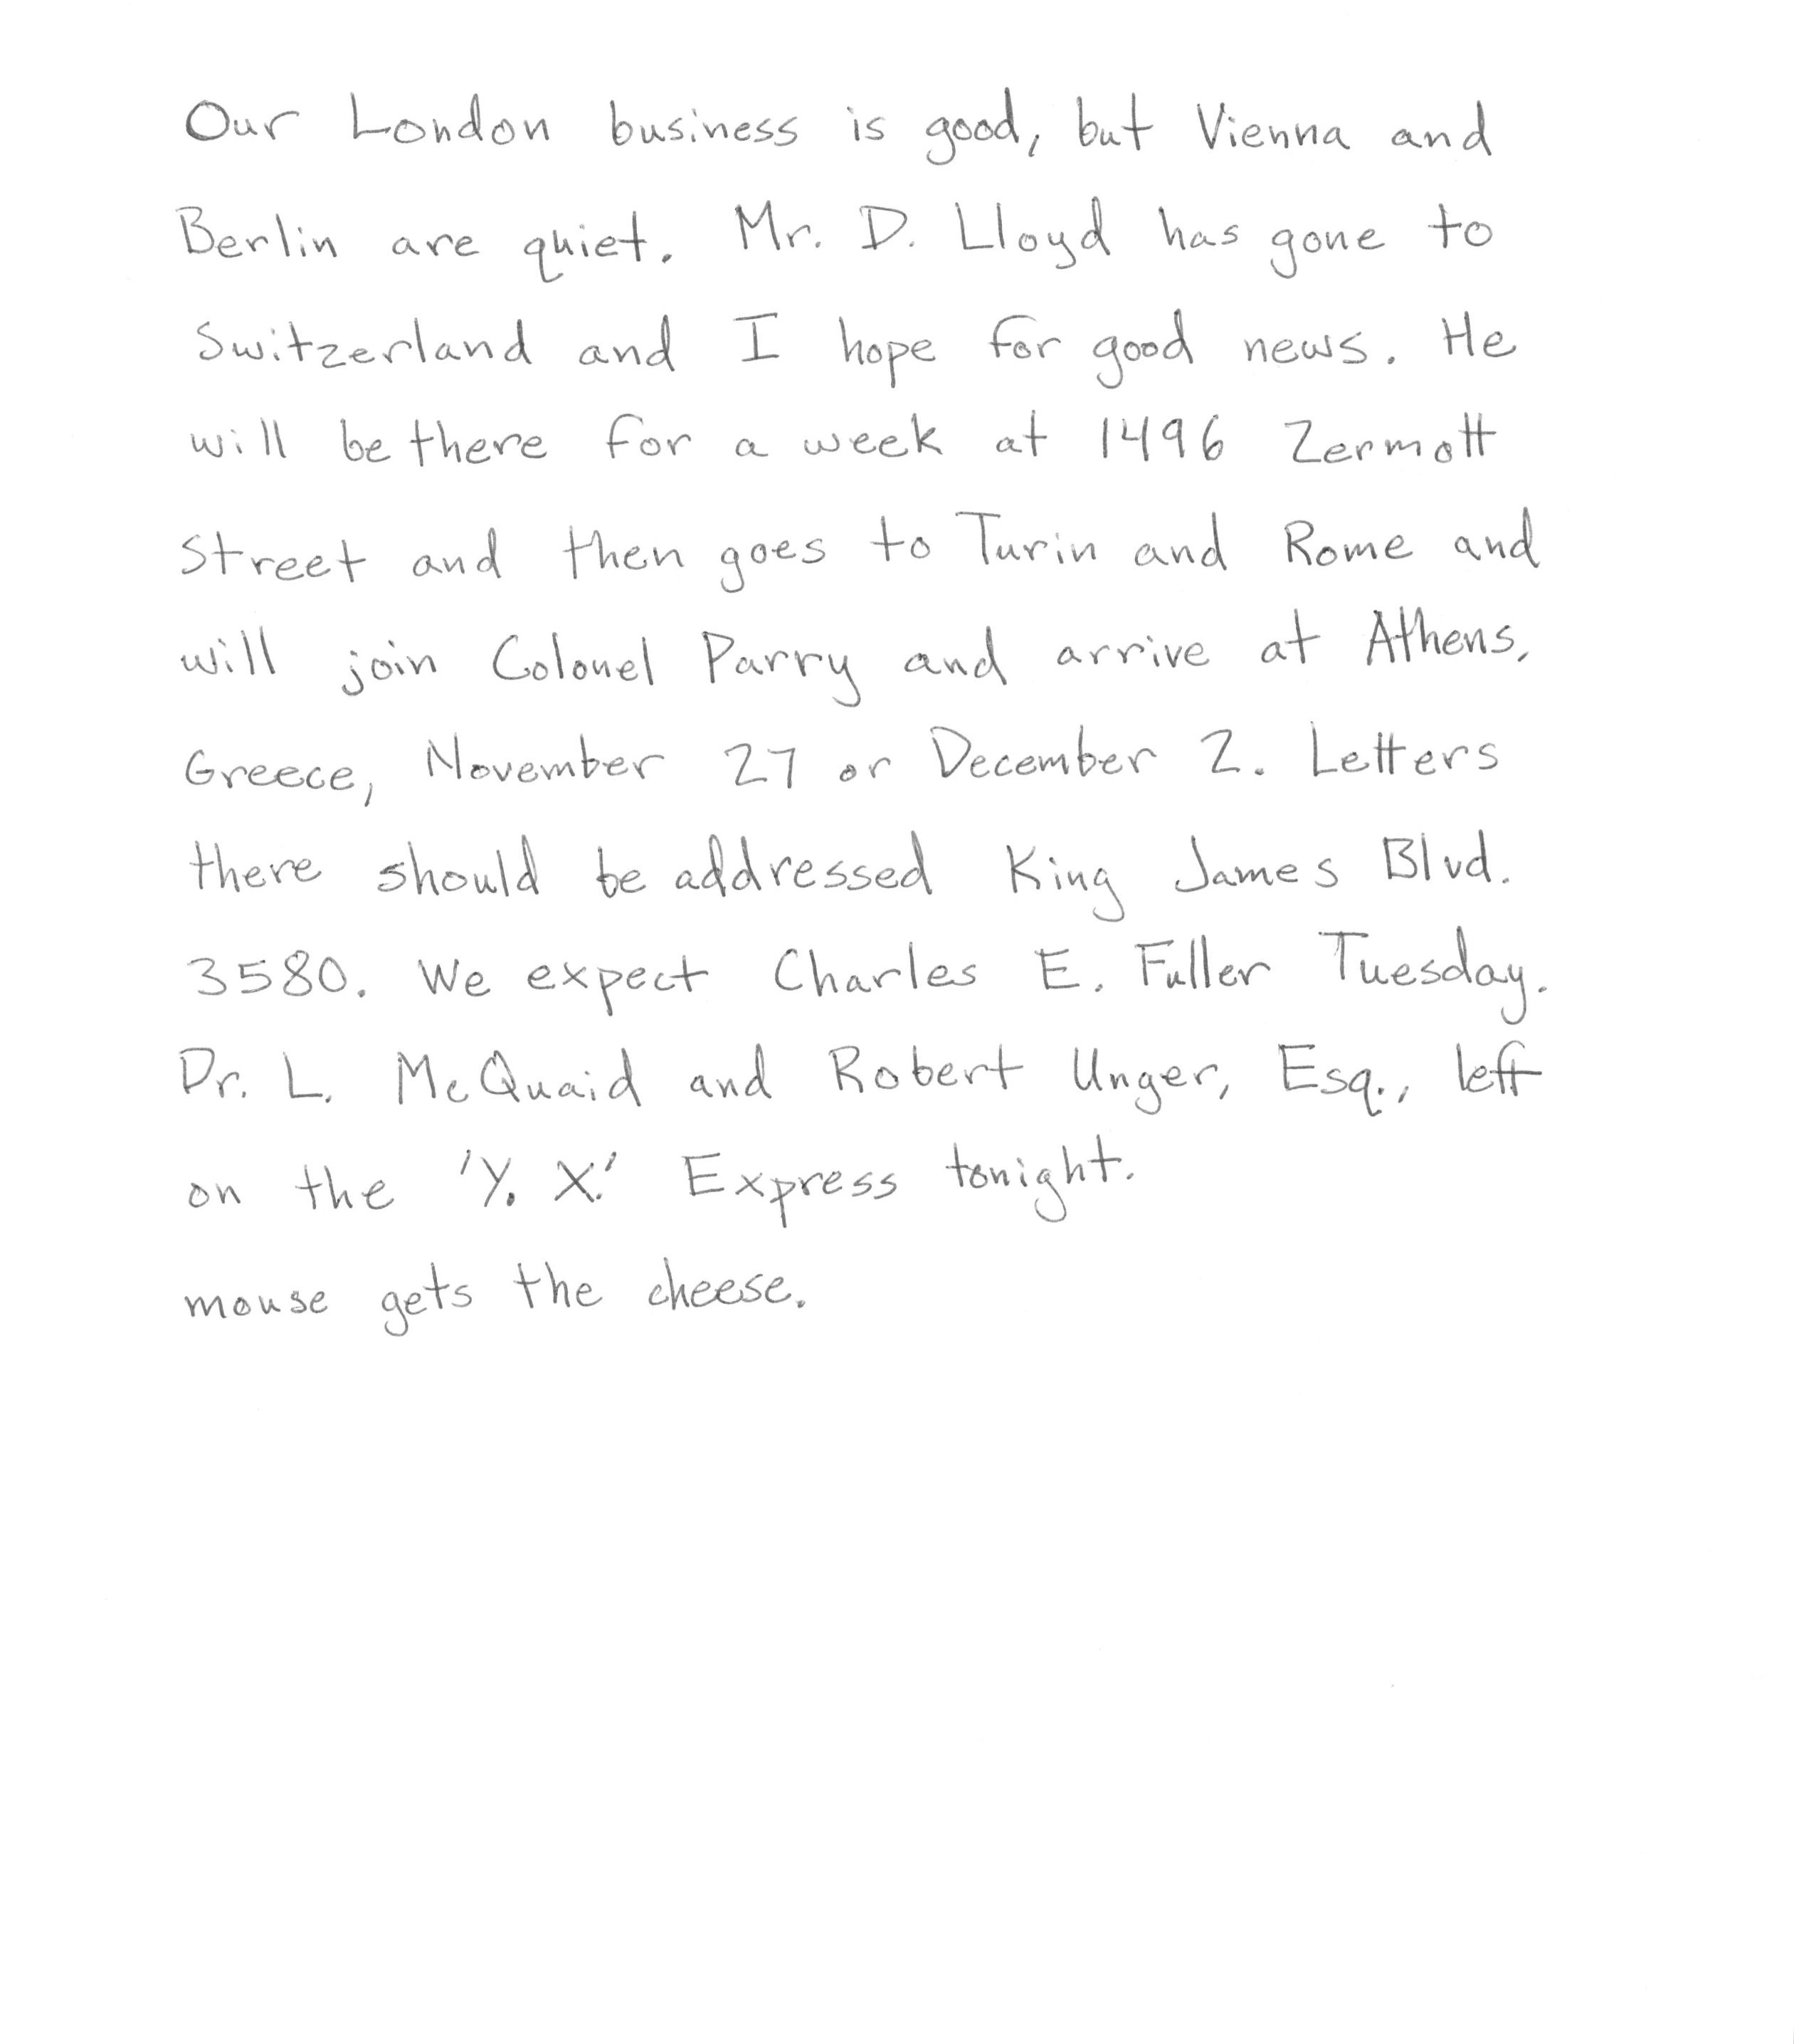 Our London business is good, but Vienna and
Berlin are quiet. Mr. D. Lloyd has gone to
Switzerland and I hope for good news. He
will be there for a week at 1496 Zermott
Street and then goes to Turin and Rome and
will join Colonel Parry and arrive at Athens,
Greece, November 27 or December 2. Letters
there should be addressed King James Blvd.
3580. We expect Charles E. Fuller Tuesday.
Dr. L. McQuaid and Robert Unger, Esq., left
on the 'Y. X.' Express tonight.
mouse gets the cheese.